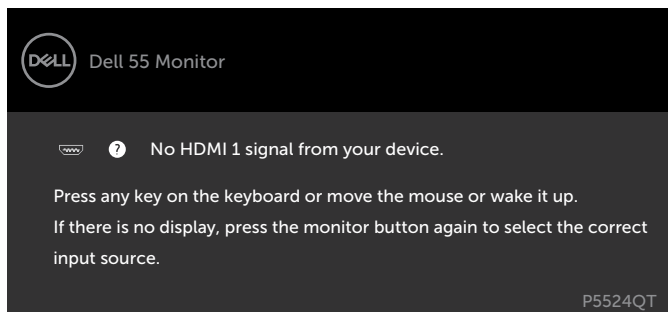 DELL
Dell 55 Monitor
? No HDMI 1 signal from your device.
Press any key on the keyboard or move the mouse or wake it up.
If there is no display, press the monitor button again to select the correct
input source.
P5524QT